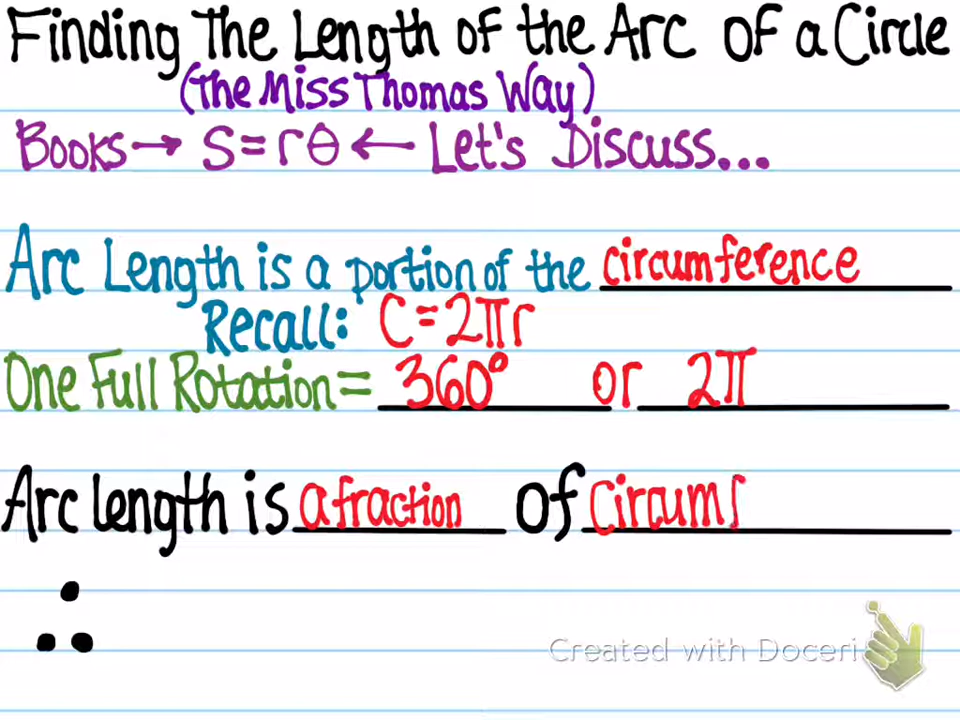 Finding The Length of the Arc of a Circle
(The Miss Thomas Way)
Books → S = rθ ← Let's Discuss...
Arc Length is a portion of the circumference
Recall: C = 2πr
One Full Rotation = 360° or 2π
Arc length is a fraction of Circumf
∴
Created with Doceri